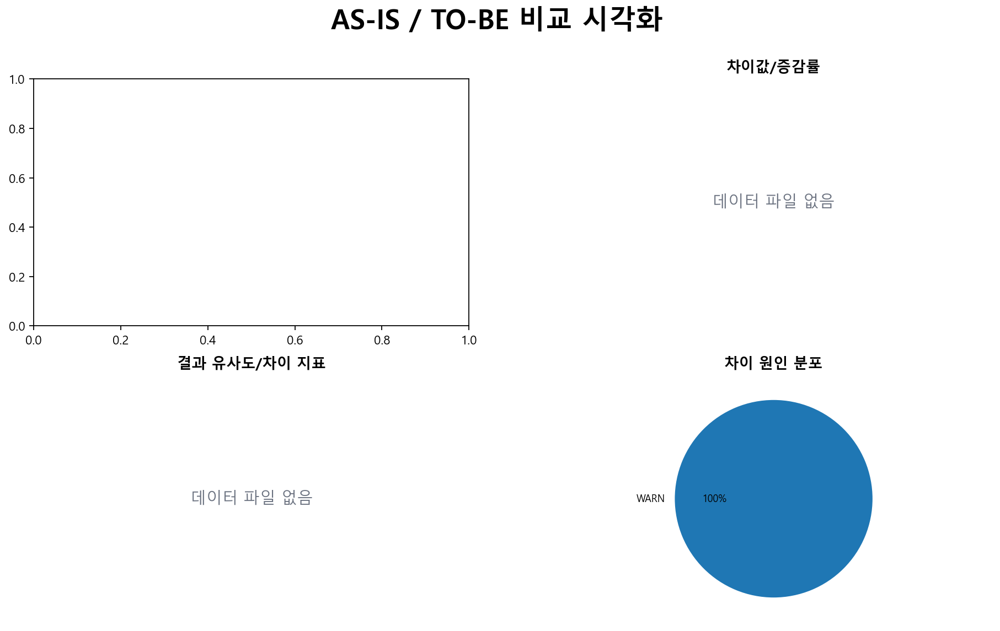 AS-IS / TO-BE 비교 시각화
1.0
0.8
0.6
0.4
0.2
0.0
0.0 0.2 0.4 0.6 0.8 1.0
차이값/증감률
데이터 파일 없음
결과 유사도/차이 지표
데이터 파일 없음
차이 원인 분포
WARN 100%